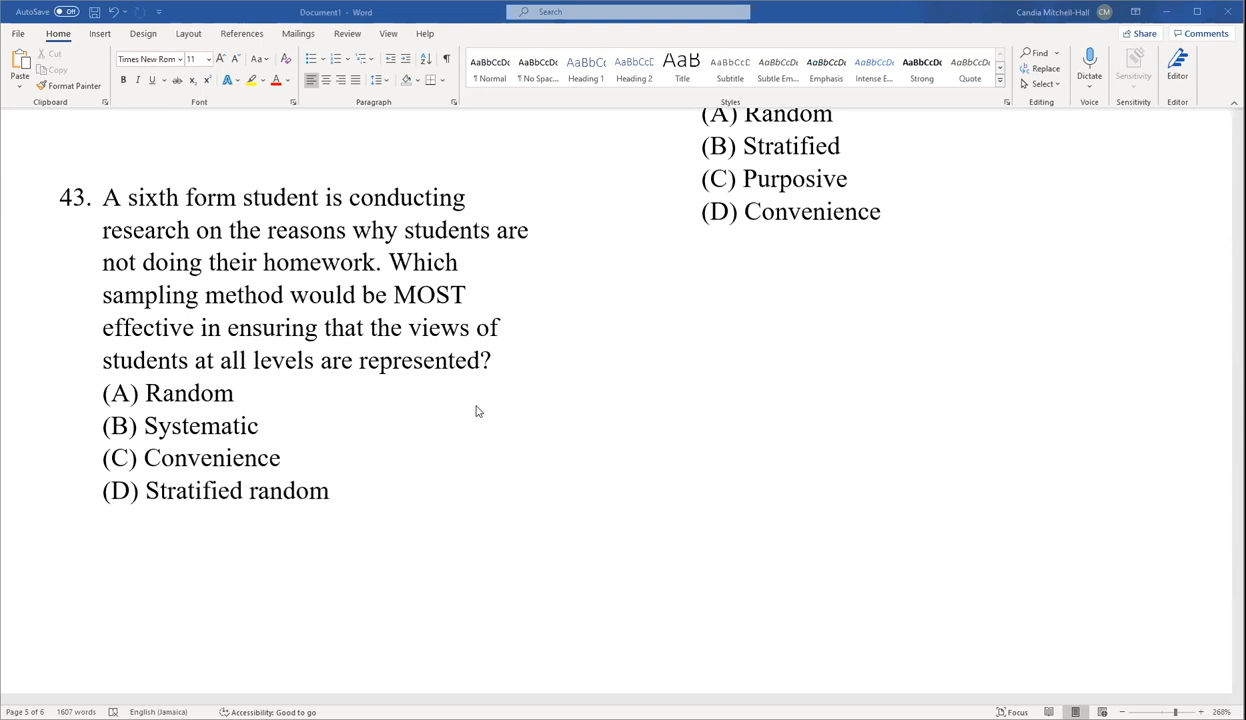 AutoSave Off Document1 - Word Search Candia Mitchell-Hall CM
File Home Insert Design Layout References Mailings Review View Help Share Comments
Paste Cut Copy Format Painter
Clipboard
Times New Rom 11 Aa
B I U ab x₂ x² A A
Font
Paragraph
AaBbCcDc AaBbCcDc AaBbCc AaBbCcC AaB AaBbCcC AaBbCcDc AaBbCcDc AaBbCcDc AaBbCcDc AaBbCcDc
¶ Normal ¶ No Spac... Heading 1 Heading 2 Title Subtitle Subtle Em... Emphasis Intense E... Strong Quote
Styles
Find
Replace
Select
Editing
Dictate
Voice
Sensitivity
Sensitivity
Editor
Editor
43. A sixth form student is conducting
research on the reasons why students are
not doing their homework. Which
sampling method would be MOST
effective in ensuring that the views of
students at all levels are represented?
(A) Random
(B) Systematic
(C) Convenience
(D) Stratified random
(A) Random
(B) Stratified
(C) Purposive
(D) Convenience
Page 5 of 6 1607 words English (Jamaica) Accessibility: Good to go Focus 268%